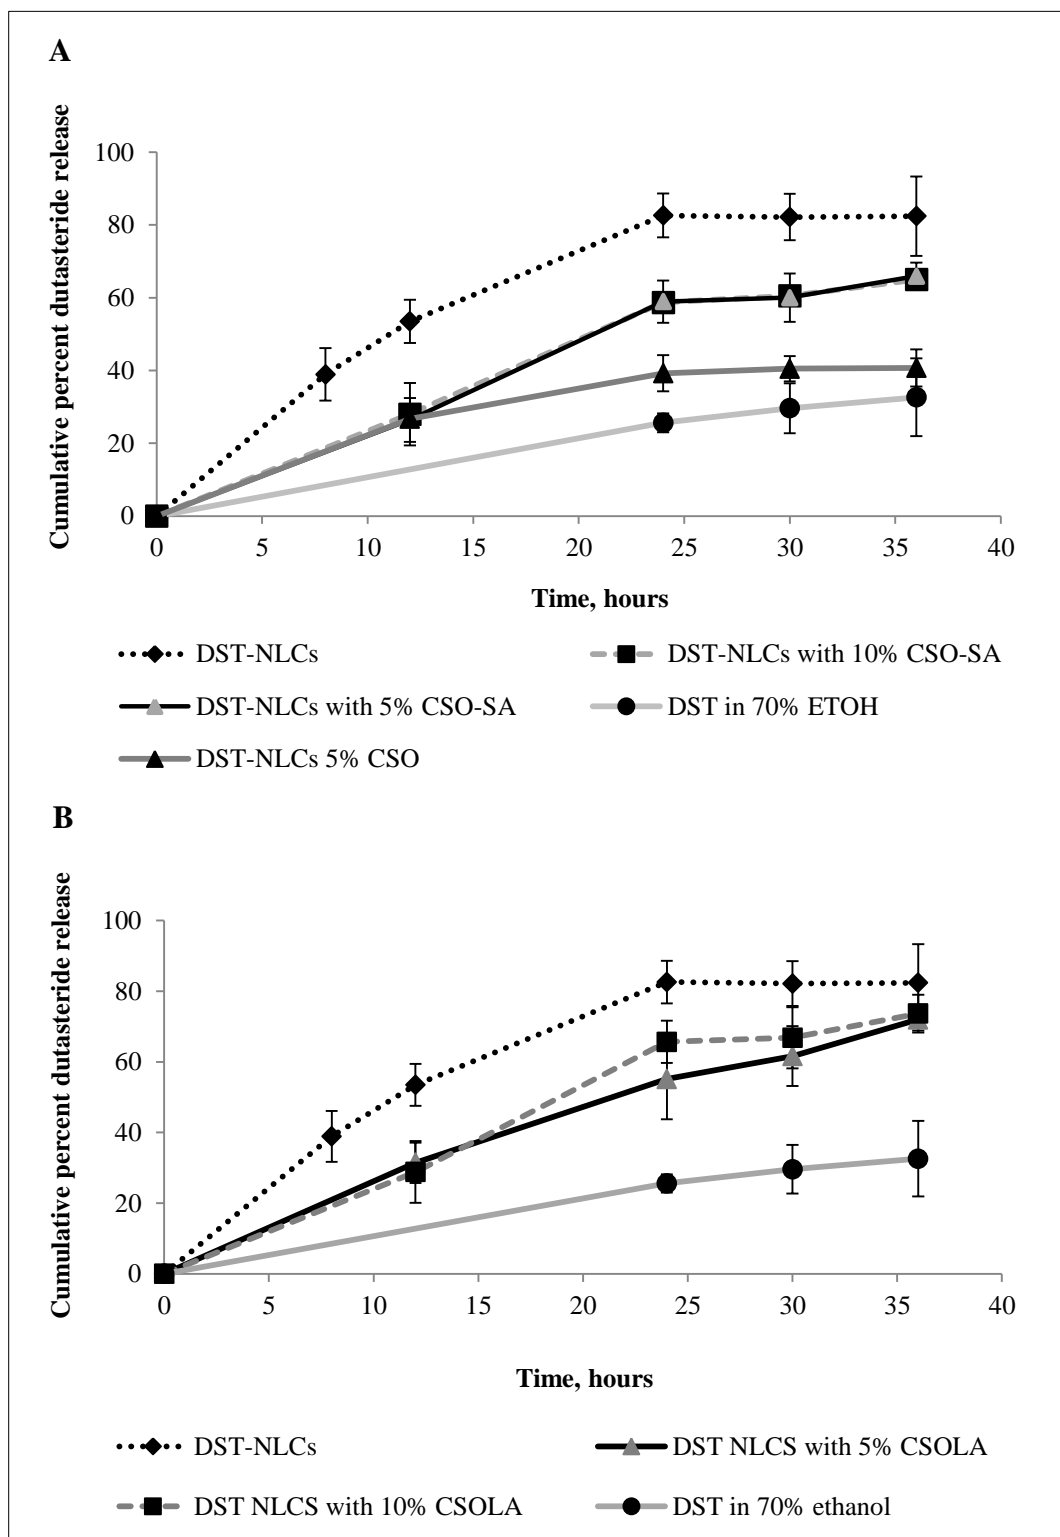 A
Cumulative percent dutasteride release
100
80
60
40
20
0
0 5 10 15 20 25 30 35 40
Time, hours
DST-NLCs DST-NLCs with 10% CSO-SA
DST-NLCs with 5% CSO-SA DST in 70% ETOH
DST-NLCs 5% CSO
B
Cumulative percent dutasteride release
100
80
60
40
20
0
0 5 10 15 20 25 30 35 40
Time, hours
DST-NLCs DST NLCS with 5% CSOLA
DST NLCS with 10% CSOLA DST in 70% ethanol